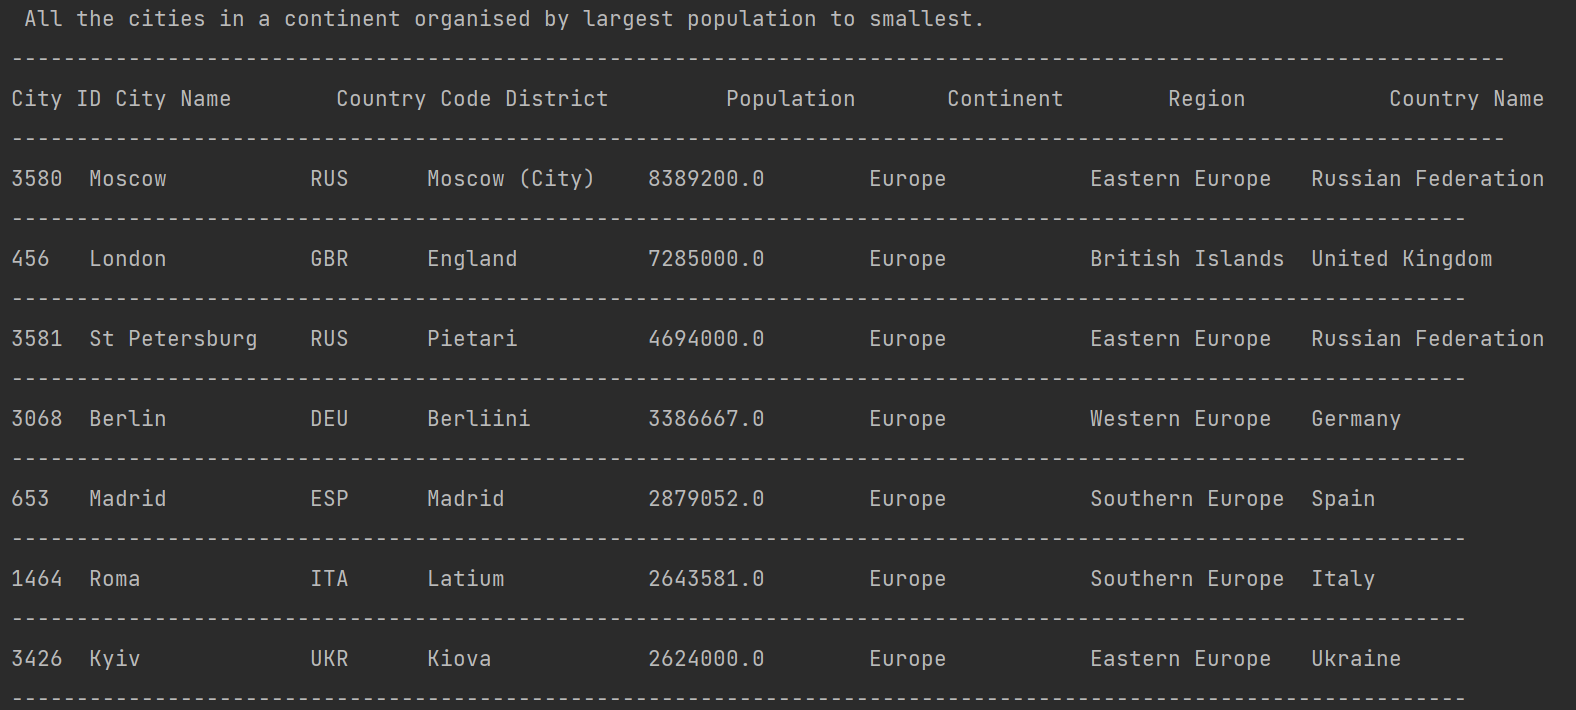 All the cities in a continent organised by largest population to smallest.
-------------------------------------------------------------------------------------------------------------------
City ID City Name        Country Code District         Population       Continent        Region           Country Name
-------------------------------------------------------------------------------------------------------------------
3580  Moscow           RUS      Moscow (City)    8389200.0        Europe           Eastern Europe   Russian Federation
----------------------------------------------------------------------------------------------------------------
456   London           GBR      England          7285000.0        Europe           British Islands  United Kingdom
----------------------------------------------------------------------------------------------------------------
3581  St Petersburg    RUS      Pietari          4694000.0        Europe           Eastern Europe   Russian Federation
----------------------------------------------------------------------------------------------------------------
3068  Berlin           DEU      Berliini         3386667.0        Europe           Western Europe   Germany
----------------------------------------------------------------------------------------------------------------
653   Madrid           ESP      Madrid           2879052.0        Europe           Southern Europe  Spain
----------------------------------------------------------------------------------------------------------------
1464  Roma             ITA      Latium           2643581.0        Europe           Southern Europe  Italy
----------------------------------------------------------------------------------------------------------------
3426  Kyiv             UKR      Kiova            2624000.0        Europe           Eastern Europe   Ukraine
----------------------------------------------------------------------------------------------------------------